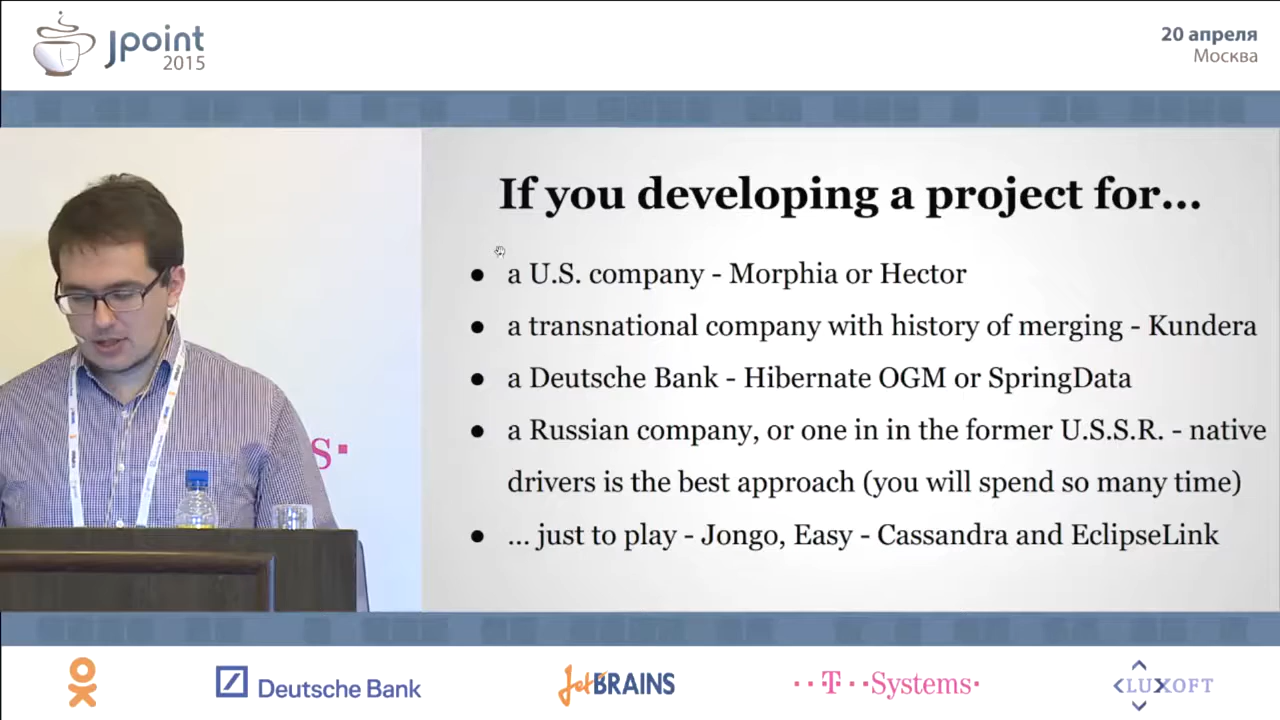 Jpoint
2015
20 апреля
Москва
If you developing a project for...
● a U.S. company - Morphia or Hector
● a transnational company with history of merging - Kundera
● a Deutsche Bank - Hibernate OGM or SpringData
● a Russian company, or one in in the former U.S.S.R. - native
drivers is the best approach (you will spend so many time)
● ... just to play - Jongo, Easy - Cassandra and EclipseLink
s
Deutsche Bank
JetBRAINS
··T··Systems·
LUXOFT